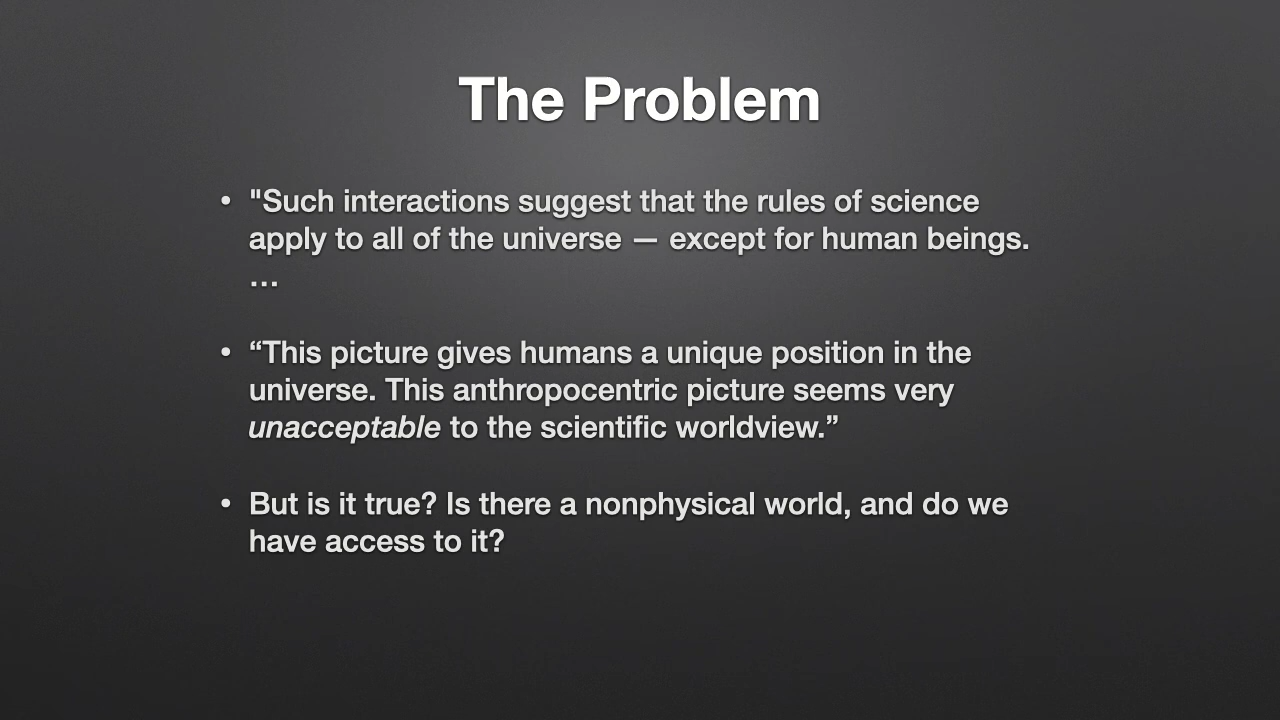 The Problem
• "Such interactions suggest that the rules of science
apply to all of the universe — except for human beings.
…
• “This picture gives humans a unique position in the
universe. This anthropocentric picture seems very
unacceptable to the scientific worldview.”
• But is it true? Is there a nonphysical world, and do we
have access to it?